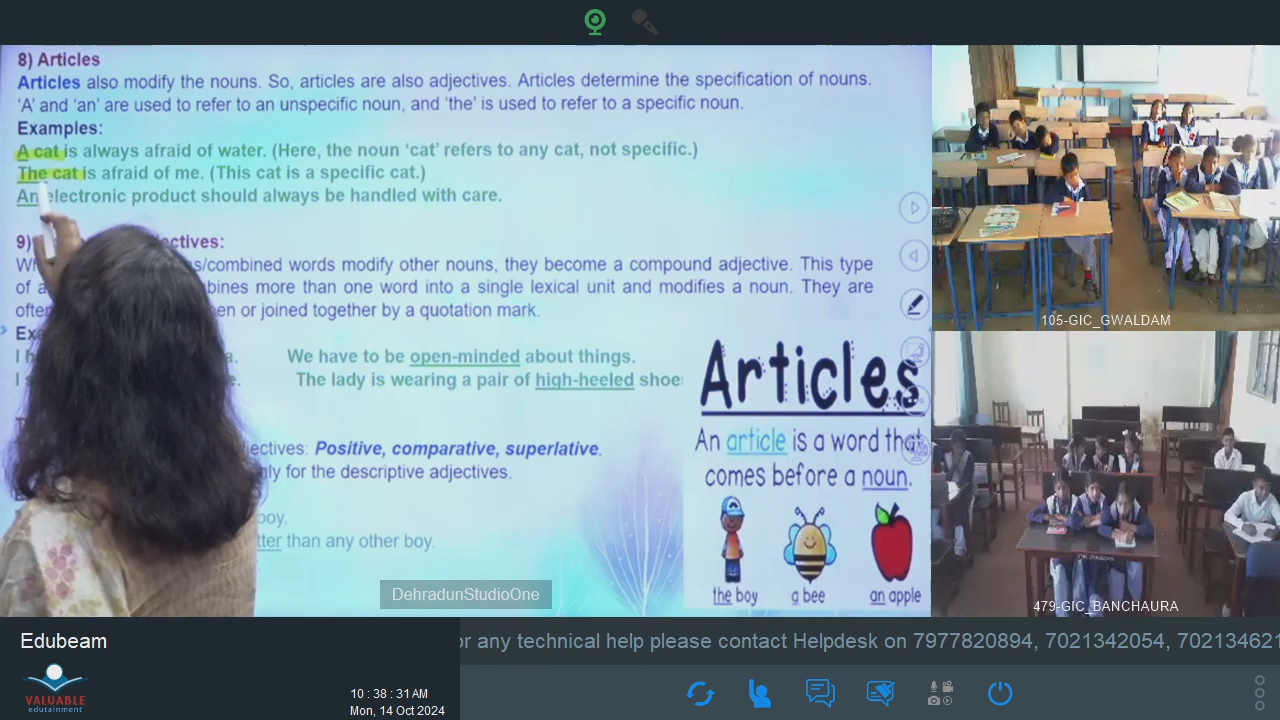 8) Articles
Articles also modify the nouns. So, articles are also adjectives. Articles determine the specification of nouns.
‘A’ and ‘an’ are used to refer to an unspecific noun, and ‘the’ is used to refer to a specific noun.
Examples:
A cat is always afraid of water. (Here, the noun ‘cat’ refers to any cat, not specific.)
The cat is afraid of me. (This cat is a specific cat.)
An electronic product should always be handled with care.
9)
combined words modify other nouns, they become a compound adjective. This type
of more than one word into a single lexical unit and modifies a noun. They are
or joined together by a quotation mark.
I We have to be open-minded about things.
I The lady is wearing a pair of high-heeled shoe
Positive, comparative, superlative.
for the descriptive adjectives.
boy.
than any other boy.
Articles
An article is a word that
comes before a noun.
the boy
a bee
an apple
105-GIC_GWALDAM
479-GIC_BANCHAURA
DehradunStudioOne
Edubeam
any technical help please contact Helpdesk on 7977820894, 7021342054, 702134621
VALUABLE
edutainment
10 : 38 : 31 AM
Mon, 14 Oct 2024